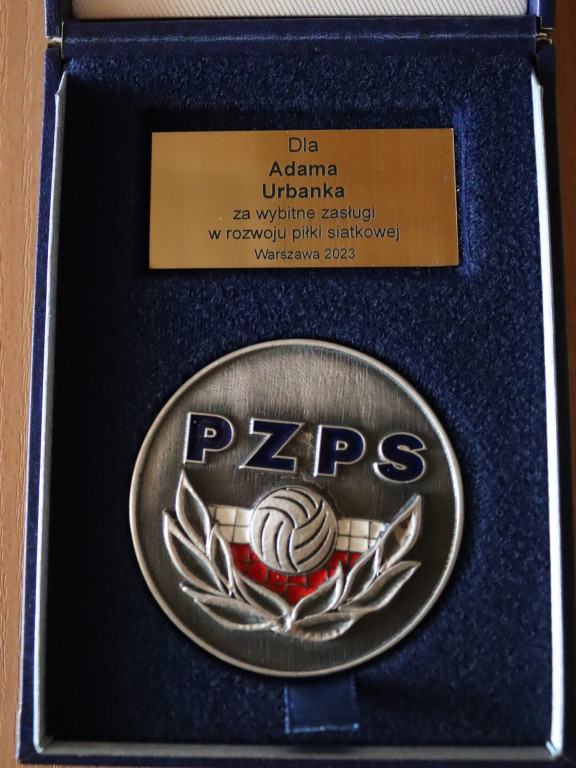 Dla
Adama
Urbanka
za wybitne zasługi
w rozwoju piłki siatkowej
Warszawa 2023
PZPS